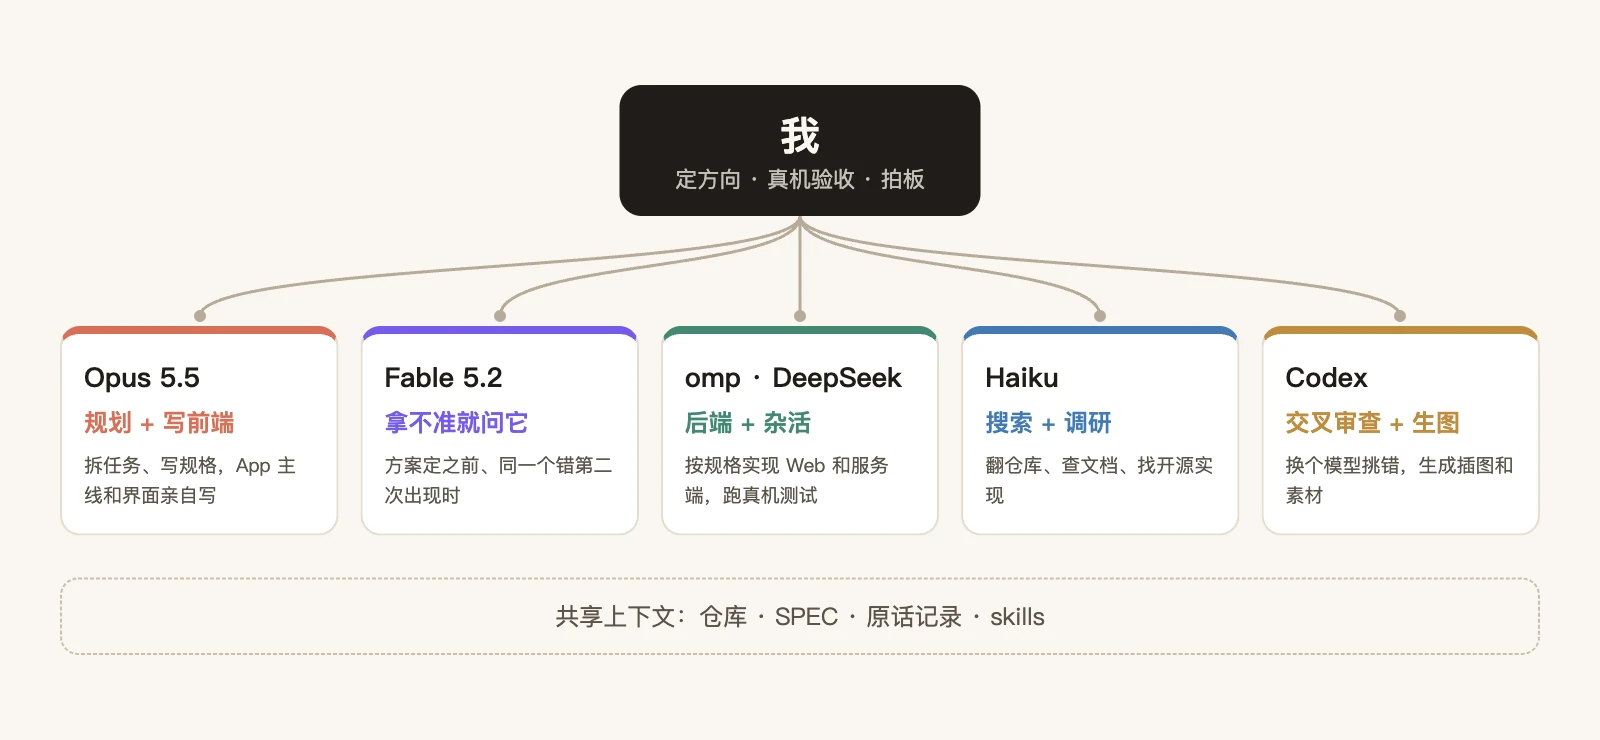 我
定方向 · 真机验收 · 拍板
Opus 5.5
规划 + 写前端
拆任务、写规格，App 主
线和界面亲自写
Fable 5.2
拿不准就问它
方案定之前、同一个错第二
次出现时
omp · DeepSeek
后端 + 杂活
按规格实现 Web 和服务
端，跑真机测试
Haiku
搜索 + 调研
翻仓库、查文档、找开源实
现
Codex
交叉审查 + 生图
换个模型挑错，生成插图和
素材
共享上下文：仓库 · SPEC · 原话记录 · skills